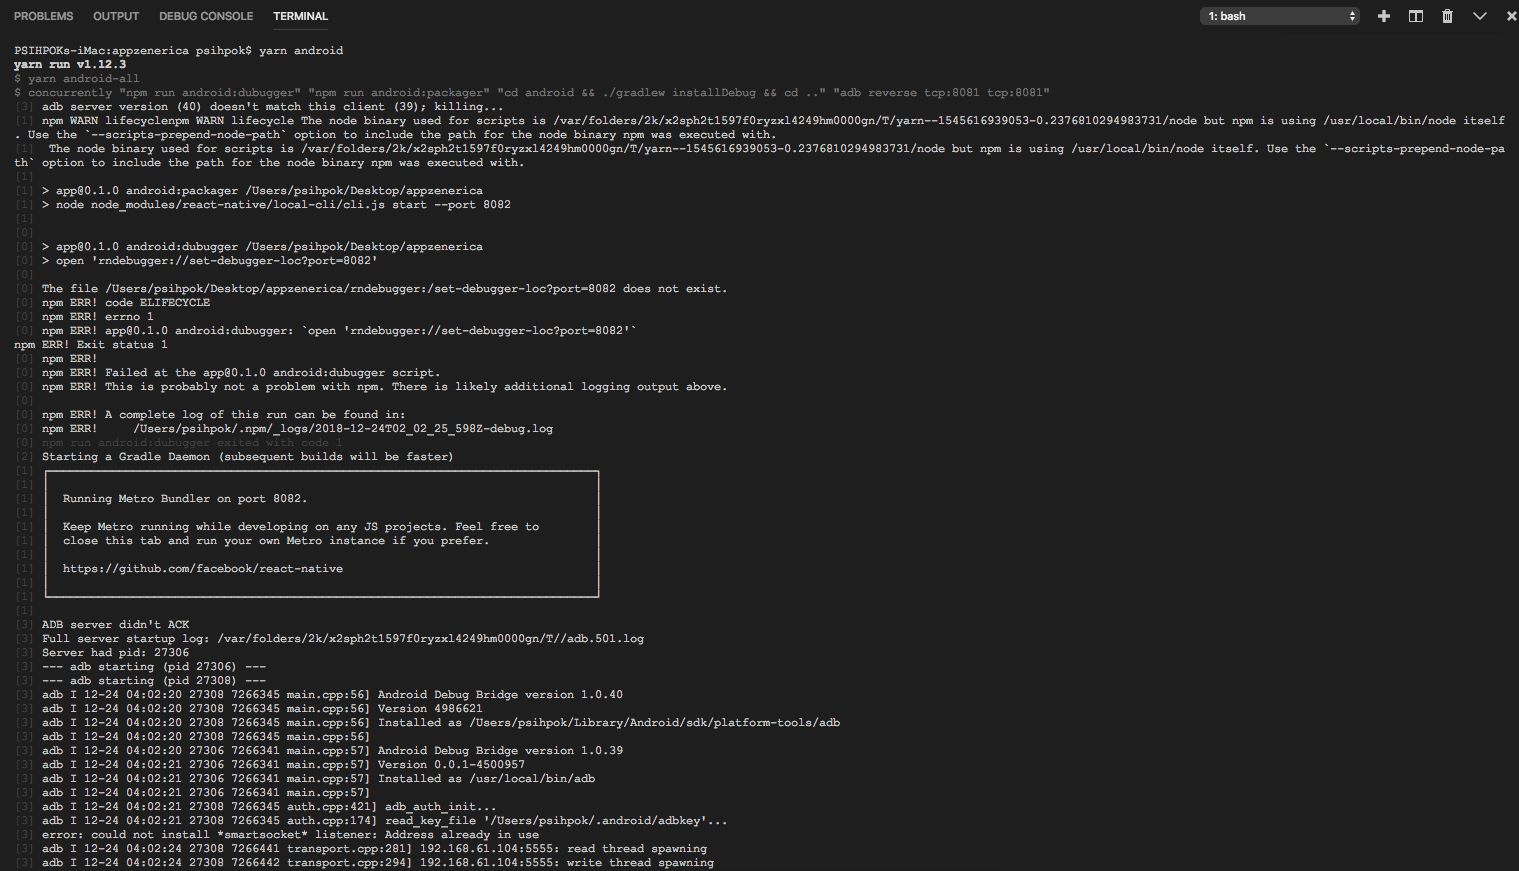 PROBLEMS OUTPUT DEBUG CONSOLE TERMINAL 1: bash
PSIHPOKs-iMac:appzenerica psihpok$ yarn android
yarn run v1.12.3
$ yarn android-all
$ concurrently "npm run android:dubugger" "npm run android:packager" "cd android && ./gradlew installDebug && cd .." "adb reverse tcp:8081 tcp:8081"
[3] adb server version (40) doesn't match this client (39); killing...
[1] npm WARN lifecyclenpm WARN lifecycle The node binary used for scripts is /var/folders/2k/x2sph2t1597f0ryzxl4249hm0000gn/T/yarn--1545616939053-0.2376810294983731/node but npm is using /usr/local/bin/node itself
. Use the `--scripts-prepend-node-path` option to include the path for the node binary npm was executed with.
[1]  The node binary used for scripts is /var/folders/2k/x2sph2t1597f0ryzxl4249hm0000gn/T/yarn--1545616939053-0.2376810294983731/node but npm is using /usr/local/bin/node itself. Use the `--scripts-prepend-node-pa
th` option to include the path for the node binary npm was executed with.
[1]
[1] > app@0.1.0 android:packager /Users/psihpok/Desktop/appzenerica
[1] > node node_modules/react-native/local-cli/cli.js start --port 8082
[1]
[0]
[0] > app@0.1.0 android:dubugger /Users/psihpok/Desktop/appzenerica
[0] > open 'rndebugger://set-debugger-loc?port=8082'
[0]
[0] The file /Users/psihpok/Desktop/appzenerica/rndebugger:/set-debugger-loc?port=8082 does not exist.
[0] npm ERR! code ELIFECYCLE
[0] npm ERR! errno 1
[0] npm ERR! app@0.1.0 android:dubugger: `open 'rndebugger://set-debugger-loc?port=8082'`
npm ERR! Exit status 1
[0] npm ERR!
[0] npm ERR! Failed at the app@0.1.0 android:dubugger script.
[0] npm ERR! This is probably not a problem with npm. There is likely additional logging output above.
[0]
[0] npm ERR! A complete log of this run can be found in:
[0] npm ERR!     /Users/psihpok/.npm/_logs/2018-12-24T02_02_25_598Z-debug.log
[0] npm run android:dubugger exited with code 1
[2] Starting a Gradle Daemon (subsequent builds will be faster)
[1]
[1]
[1] Running Metro Bundler on port 8082.
[1]
[1] Keep Metro running while developing on any JS projects. Feel free to
[1] close this tab and run your own Metro instance if you prefer.
[1]
[1] https://github.com/facebook/react-native
[1]
[1]
[1]
[3] ADB server didn't ACK
[3] Full server startup log: /var/folders/2k/x2sph2t1597f0ryzxl4249hm0000gn/T//adb.501.log
[3] Server had pid: 27306
[3] --- adb starting (pid 27306) ---
[3] --- adb starting (pid 27308) ---
[3] adb I 12-24 04:02:20 27308 7266345 main.cpp:56] Android Debug Bridge version 1.0.40
[3] adb I 12-24 04:02:20 27308 7266345 main.cpp:56] Version 4986621
[3] adb I 12-24 04:02:20 27308 7266345 main.cpp:56] Installed as /Users/psihpok/Library/Android/sdk/platform-tools/adb
[3] adb I 12-24 04:02:20 27308 7266345 main.cpp:56]
[3] adb I 12-24 04:02:20 27306 7266341 main.cpp:57] Android Debug Bridge version 1.0.39
[3] adb I 12-24 04:02:21 27306 7266341 main.cpp:57] Version 0.0.1-4500957
[3] adb I 12-24 04:02:21 27306 7266341 main.cpp:57] Installed as /usr/local/bin/adb
[3] adb I 12-24 04:02:21 27306 7266341 main.cpp:57]
[3] adb I 12-24 04:02:21 27308 7266345 auth.cpp:421] adb_auth_init...
[3] adb I 12-24 04:02:21 27308 7266345 auth.cpp:174] read_key_file '/Users/psihpok/.android/adbkey'...
[3] error: could not install *smartsocket* listener: Address already in use
[3] adb I 12-24 04:02:24 27308 7266441 transport.cpp:281] 192.168.61.104:5555: read thread spawning
[3] adb I 12-24 04:02:24 27308 7266442 transport.cpp:294] 192.168.61.104:5555: write thread spawning